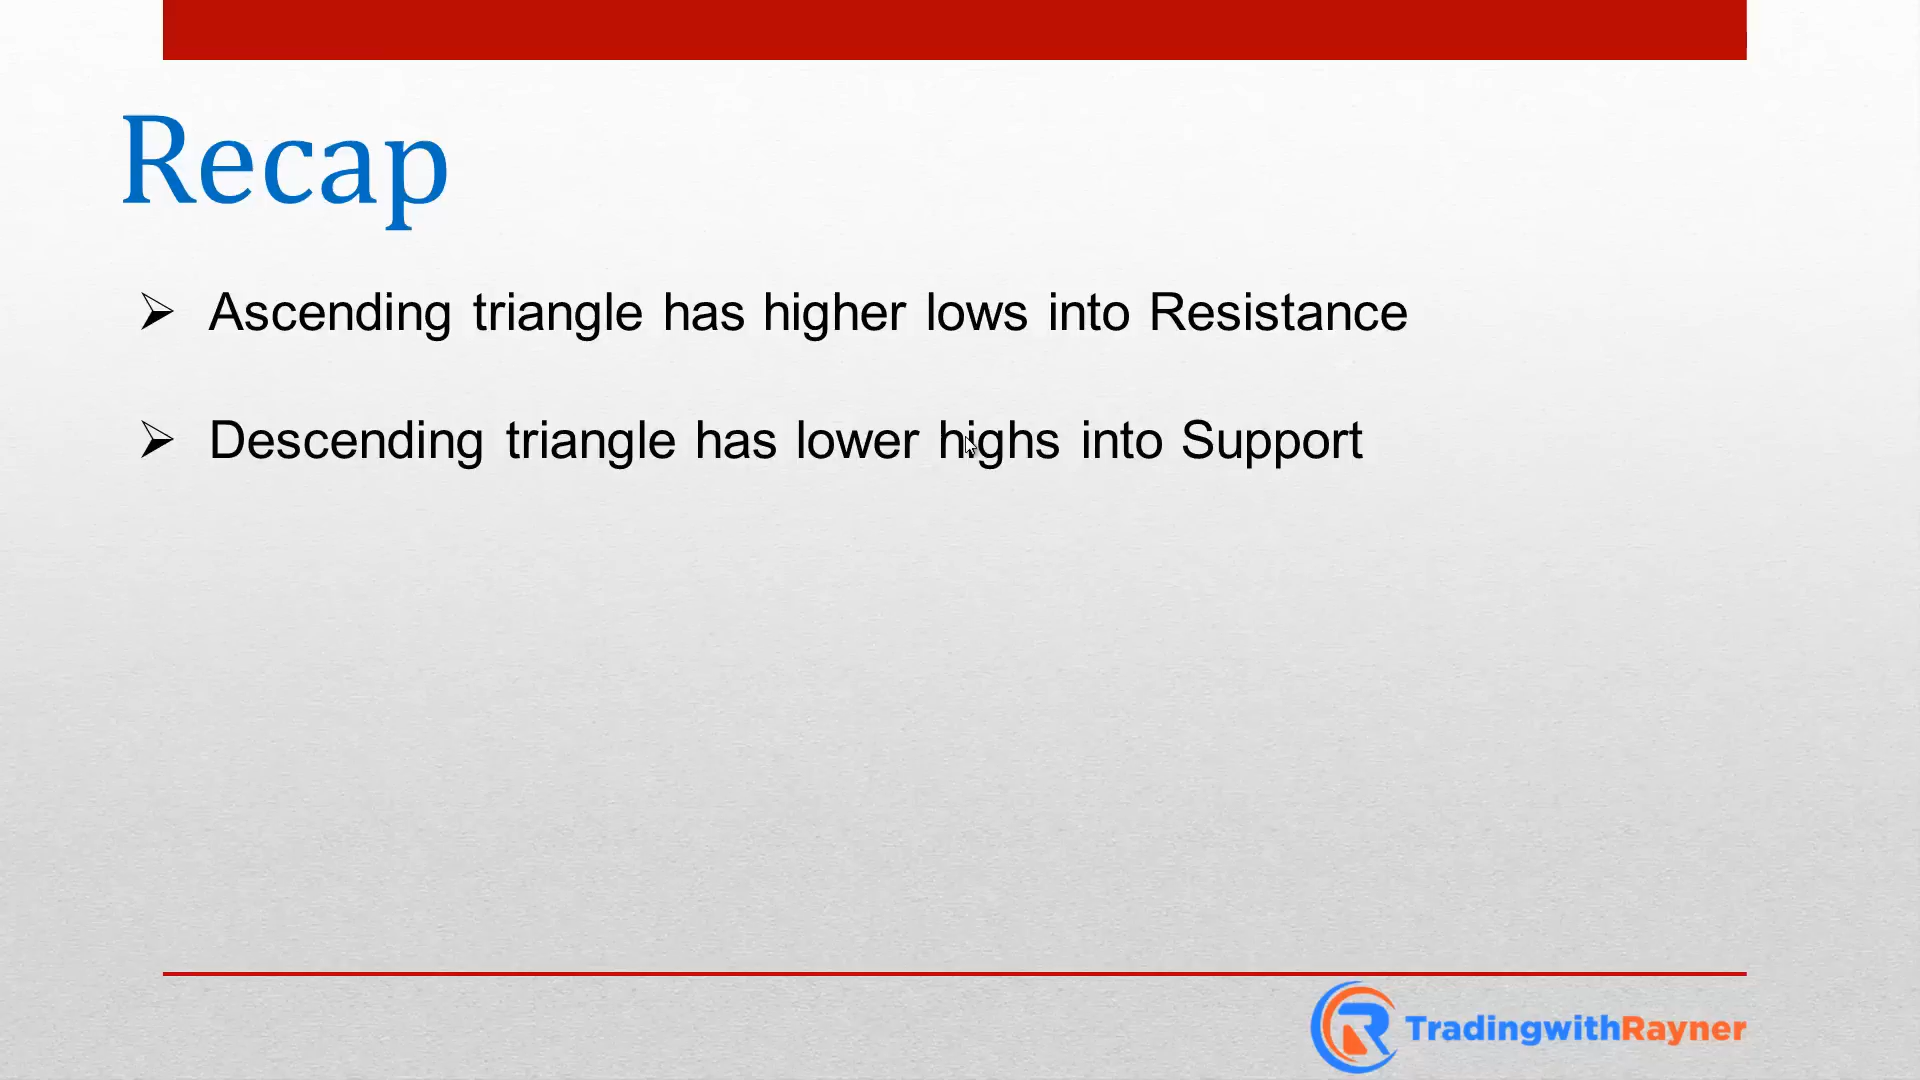 Recap
Ascending triangle has higher lows into Resistance
Descending triangle has lower highs into Support
TradingwithRayner